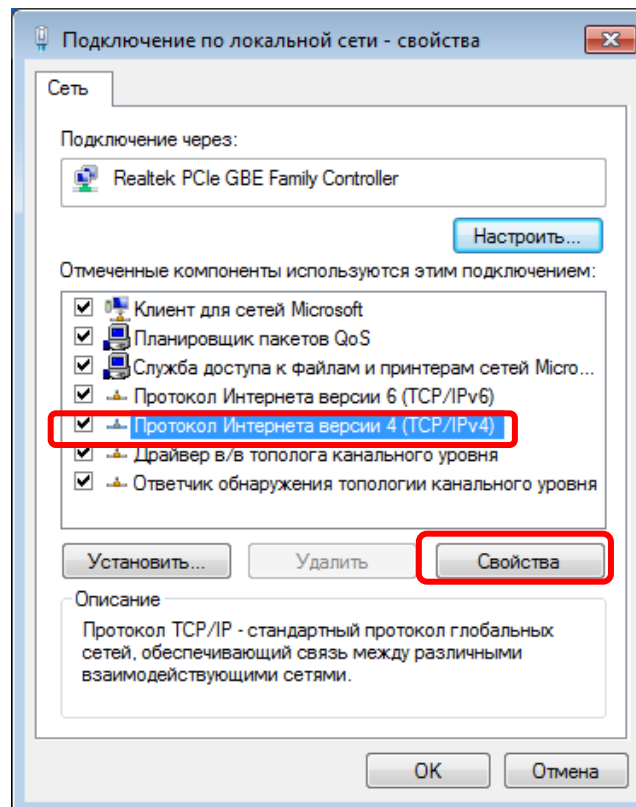 Подключение по локальной сети - свойства
Сеть
Подключение через:
Realtek PCIe GBE Family Controller
Настроить...
Отмеченные компоненты используются этим подключением:
Клиент для сетей Microsoft
Планировщик пакетов QoS
Служба доступа к файлам и принтерам сетей Micro...
Протокол Интернета версии 6 (TCP/IPv6)
Протокол Интернета версии 4 (TCP/IPv4)
Драйвер в/в тополога канального уровня
Ответчик обнаружения топологии канального уровня
Установить...
Удалить
Свойства
Описание
Протокол TCP/IP - стандартный протокол глобальных
сетей, обеспечивающий связь между различными
взаимодействующими сетями.
OK
Отмена